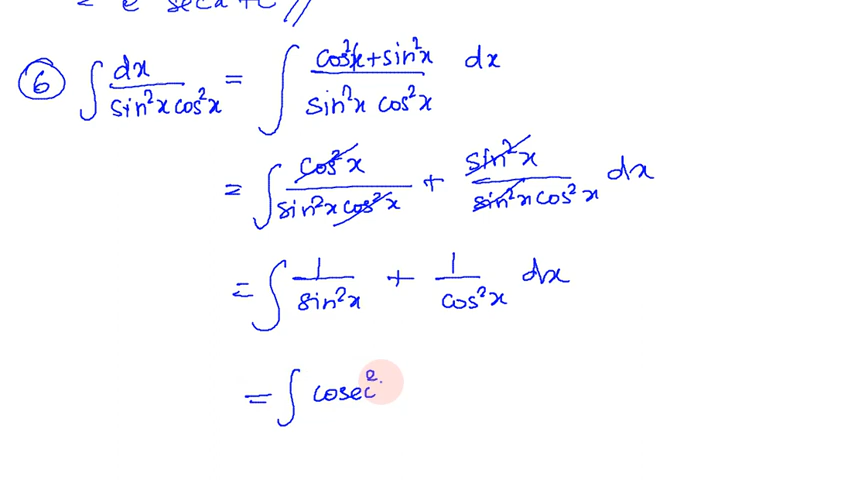 = e secx + c //
⑥ ∫ dx / sin²x cos²x = ∫ cos²x + sin²x / sin²x cos²x dx
= ∫ cos²x / sin²x cos²x + sin²x / sin²x cos²x dx
= ∫ 1 / sin²x + 1 / cos²x dx
= ∫ cosec²